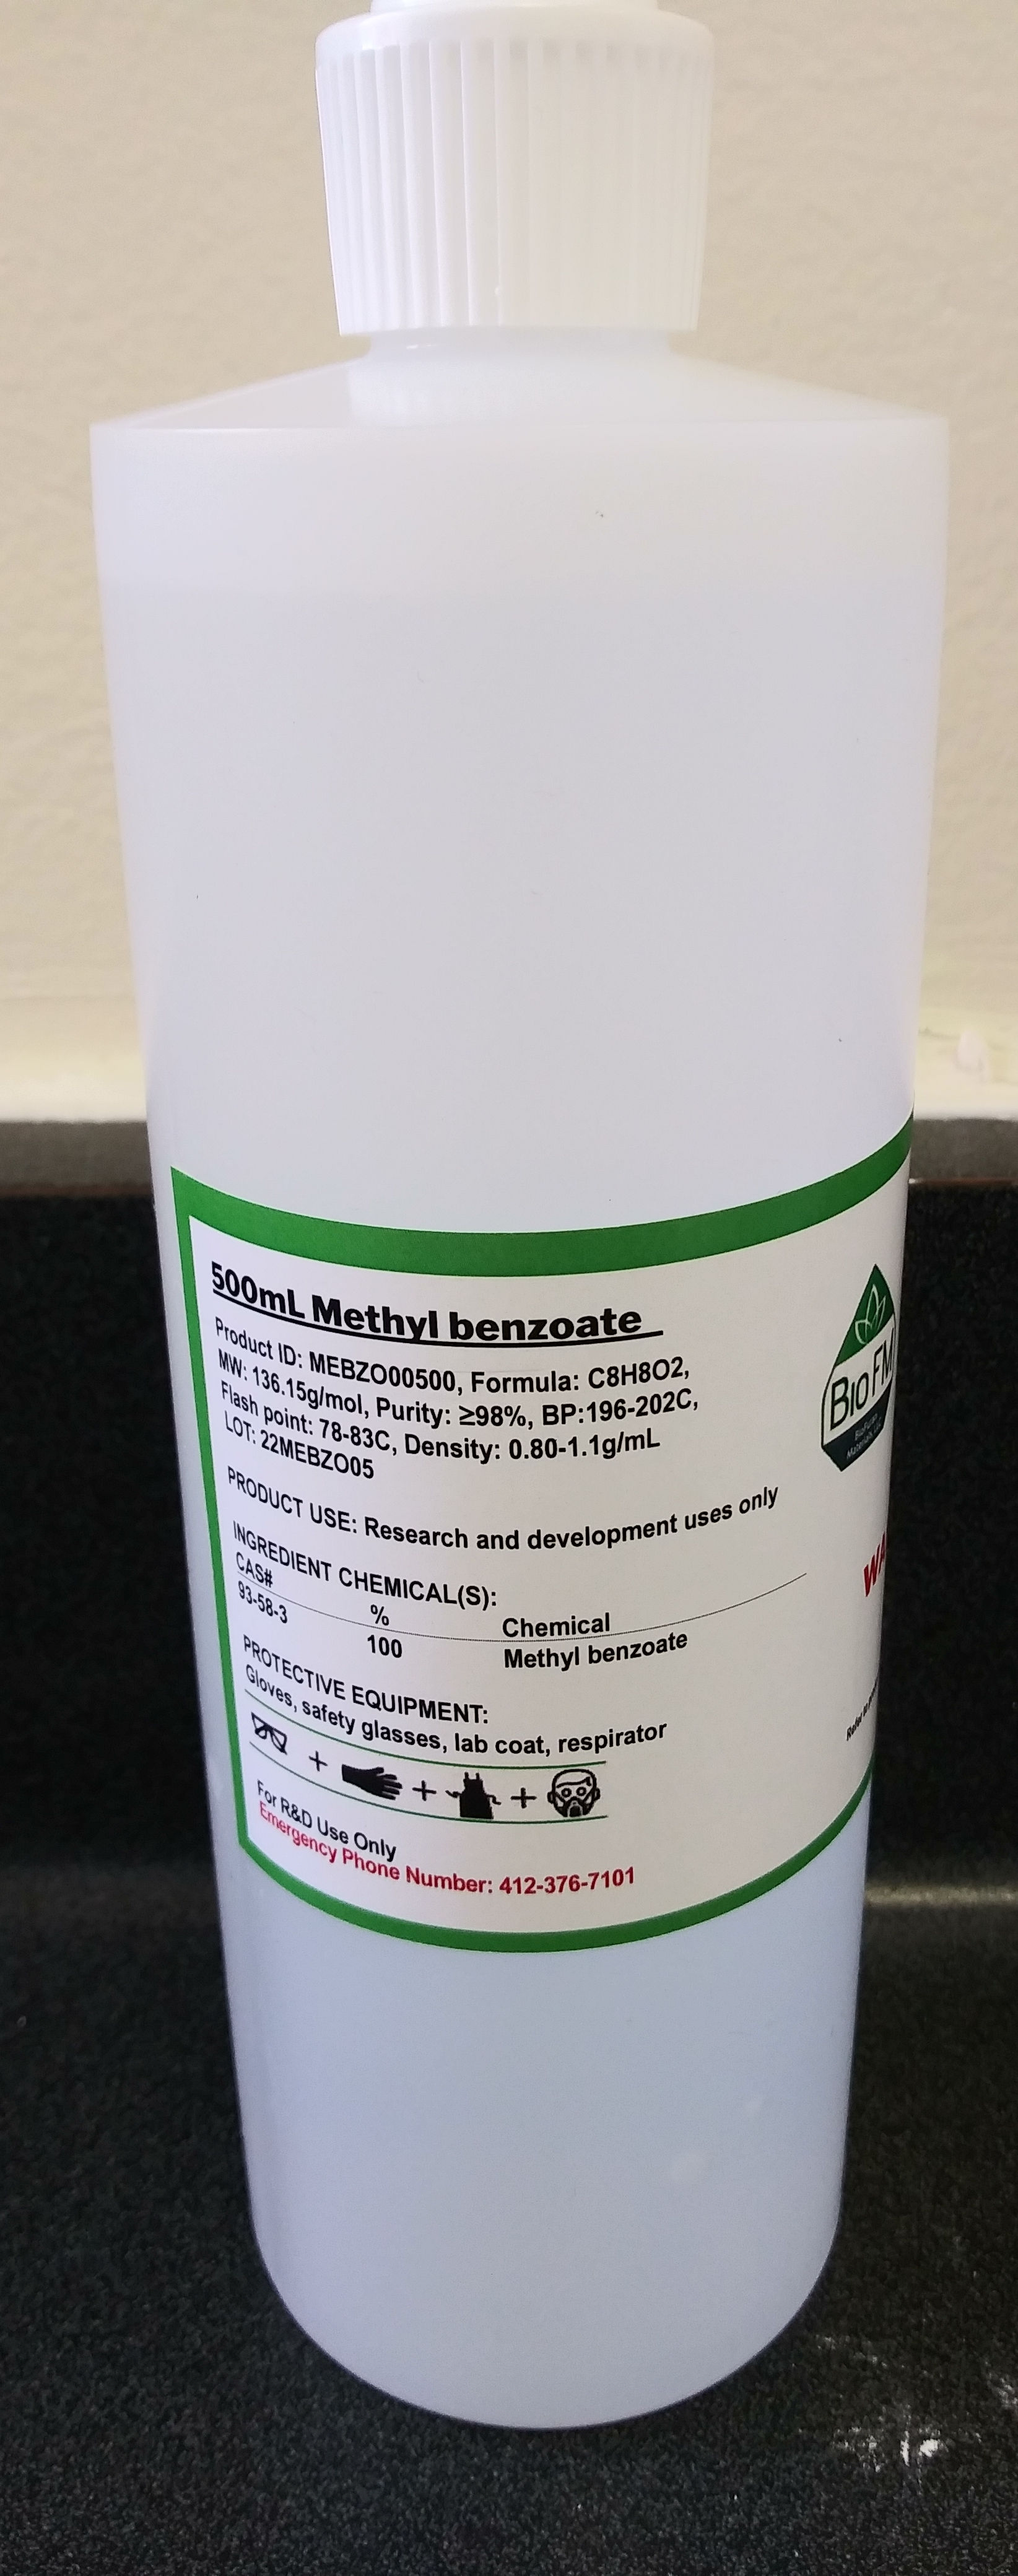 500mL Methyl benzoate
Product ID: MEBZO00500, Formula: C8H8O2,
MW: 136.15g/mol, Purity: ≥98%, BP:196-202C,
Flash point: 78-83C, Density: 0.80-1.1g/mL
LOT: 22MEBZO05
PRODUCT USE: Research and development uses only
INGREDIENT CHEMICAL(S):
CAS# % Chemical
93-58-3 100 Methyl benzoate
PROTECTIVE EQUIPMENT:
Gloves, safety glasses, lab coat, respirator
+ + +
For R&D Use Only
Emergency Phone Number: 412-376-7101
BIOFM